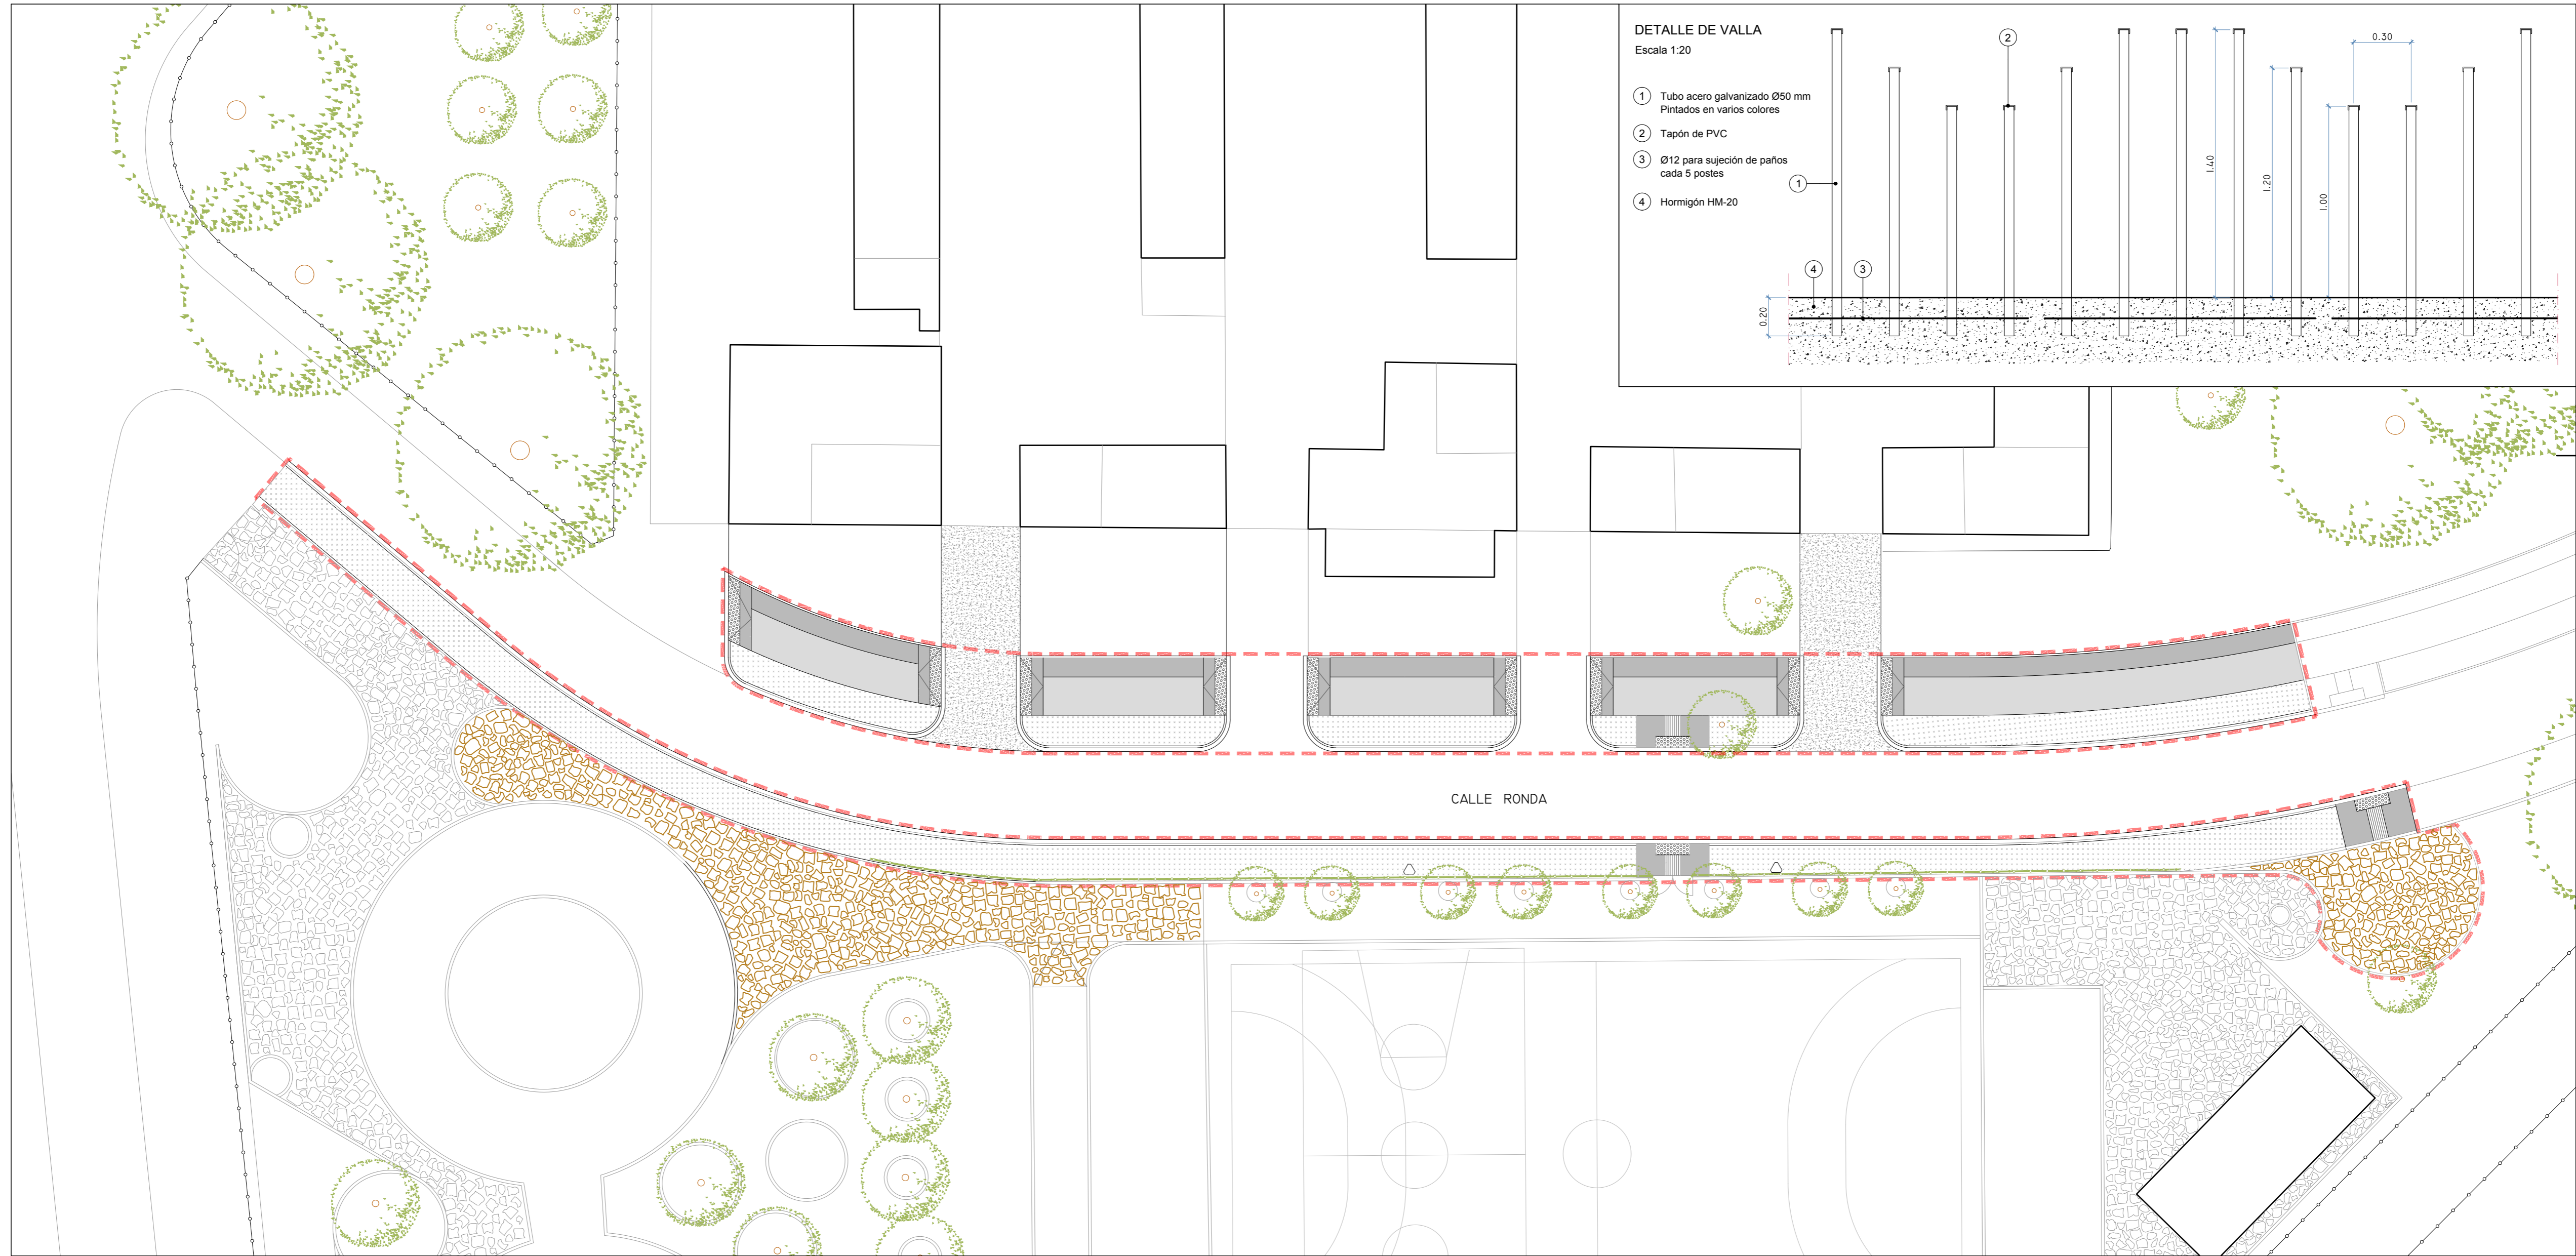 DETALLE DE VALLA
Escala 1:20
1 Tubo acero galvanizado Ø50 mm
Pintados en varios colores
2 Tapón de PVC
3 Ø12 para sujeción de paños
cada 5 postes
4 Hormigón HM-20
2
0.30
1
1.40
1.20
1.00
4
3
0.20
CALLE RONDA